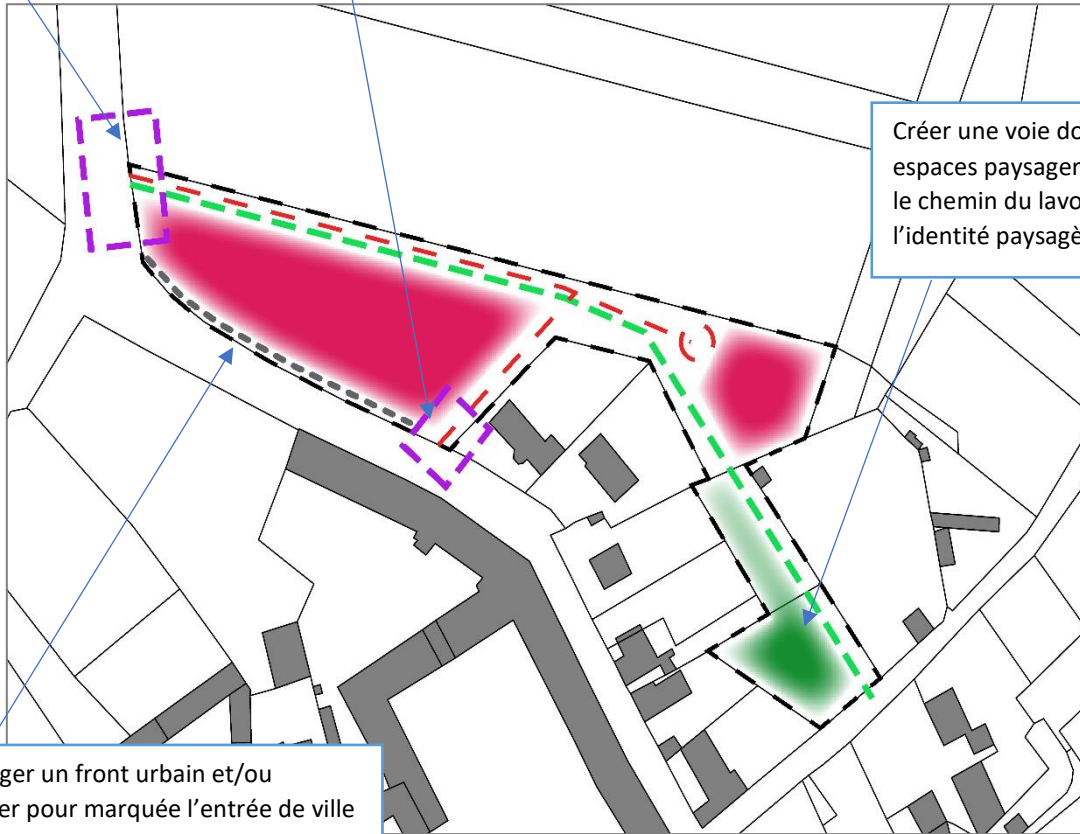 Créer une voie do
espaces paysager
le chemin du lavo
l'identité paysagè
ger un front urbain et/ou
er pour marquée l'entrée de ville